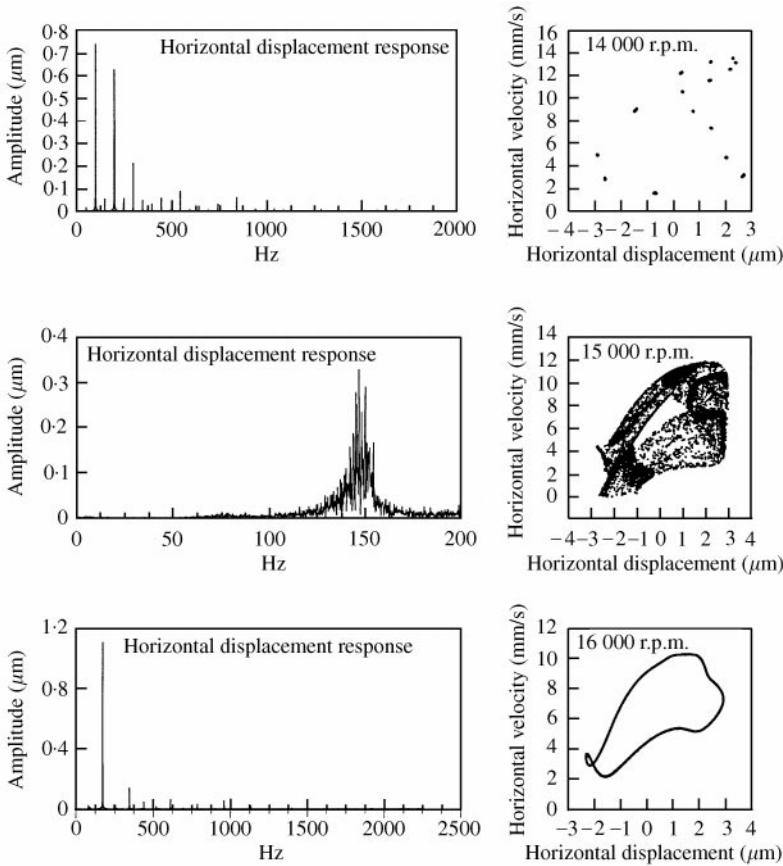 Horizontal displacement response
Amplitude (μm)
0·8
0·7
0·6
0·5
0·4
0·3
0·2
0·1
0
0 500 1000 1500 2000
Hz
14 000 r.p.m.
Horizontal velocity (mm/s)
16
14
12
10
8
6
4
2
0
−4 −3 −2 −1 0 1 2 3
Horizontal displacement (μm)
Horizontal displacement response
Amplitude (μm)
0·4
0·3
0·2
0·1
0
0 50 100 150 200
Hz
15 000 r.p.m.
Horizontal velocity (mm/s)
14
12
10
8
6
4
2
0
−4 −3 −2 −1 0 1 2 3 4
Horizontal displacement (μm)
Horizontal displacement response
Amplitude (μm)
1·2
0·8
0·4
0
0 500 1000 1500 2000 2500
Hz
16 000 r.p.m.
Horizontal velocity (mm/s)
12
10
8
6
4
2
0
−3 −2 −1 0 1 2 3 4
Horizontal displacement (μm)